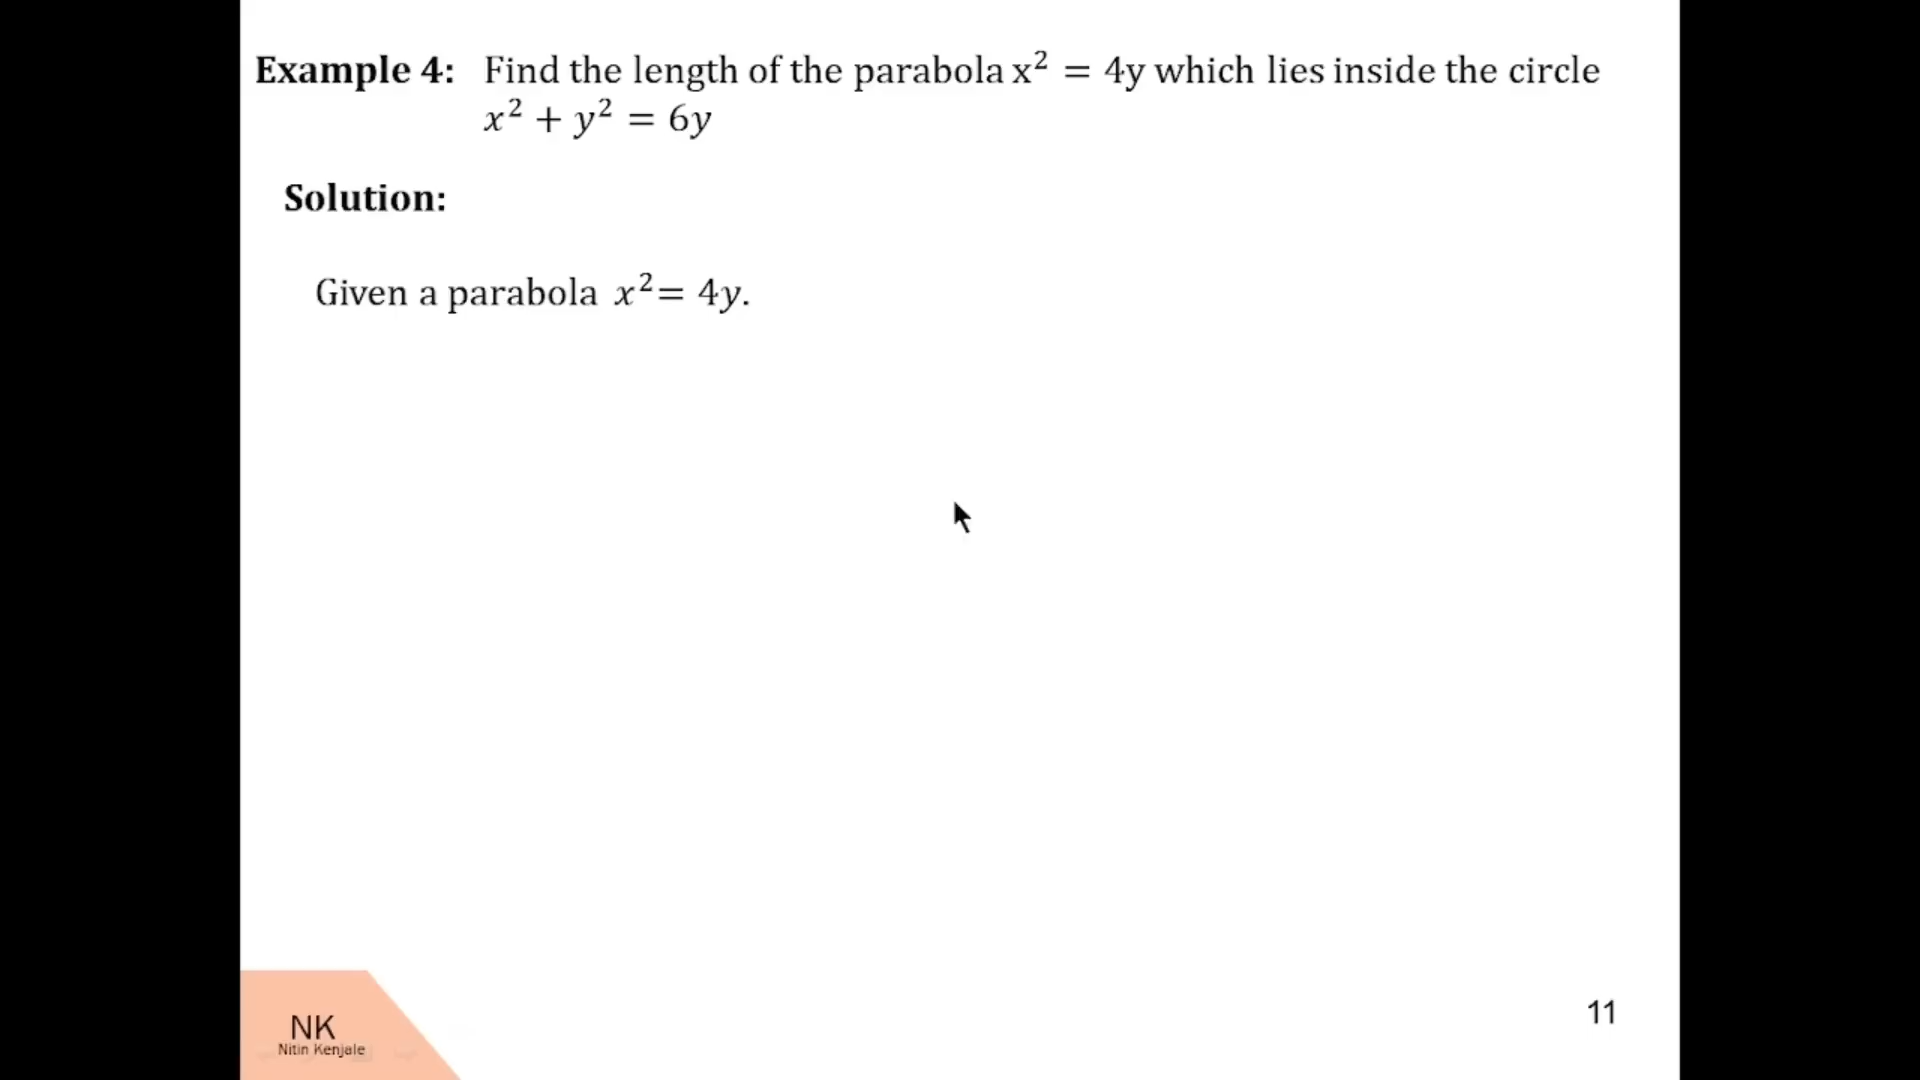 Example 4: Find the length of the parabola x² = 4y which lies inside the circle
x² + y² = 6y
Solution:
Given a parabola x² = 4y.
NK
Nitin Kenjale
11